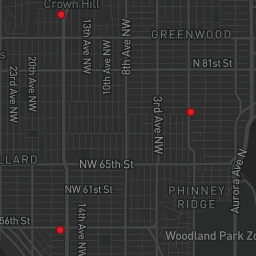 Crown Hill
GREENWOOD
13th Ave NW
8th Ave NW
10th Ave NW
20th Ave NW
23rd Ave NW
N 81st St
3rd Ave NW
LLARD
NW 65th St
Aurora Ave N
NW 61st St
PHINNEY
RIDGE
14th Ave NW
56th St
Woodland Park Zo